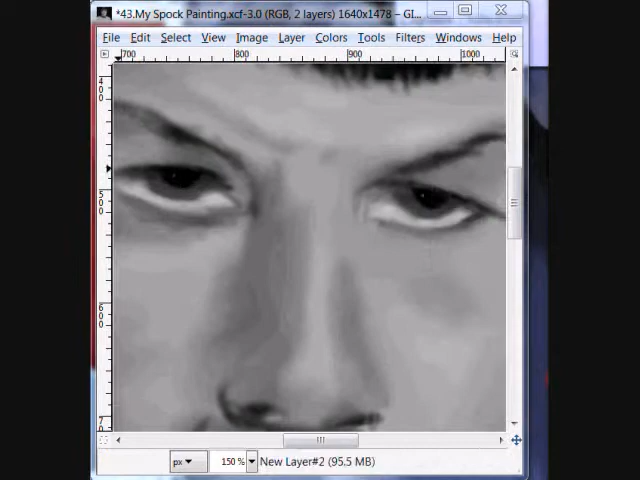 *43.My Spock Painting.xcf-3.0 (RGB, 2 layers) 1640x1478 – GI...
File Edit Select View Image Layer Colors Tools Filters Windows Help
700 800 900 1000
400
500
600
7
px 150 % New Layer#2 (95.5 MB)